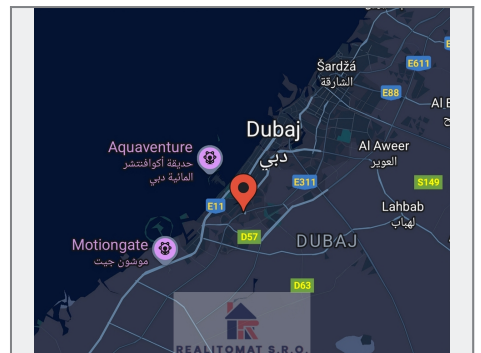 E
Šardžá
الشارقة
E611
E88
Al E
Dubaj
دبي
Aquaventure
حديقة أكوافنتشر
المائية دبي
Al Aweer
العوير
E311
S149
E11
Lahbab
لهباب
D57
DUBAJ
Motiongate
موشون جيت
D63
REALITOMAT S.R.O.